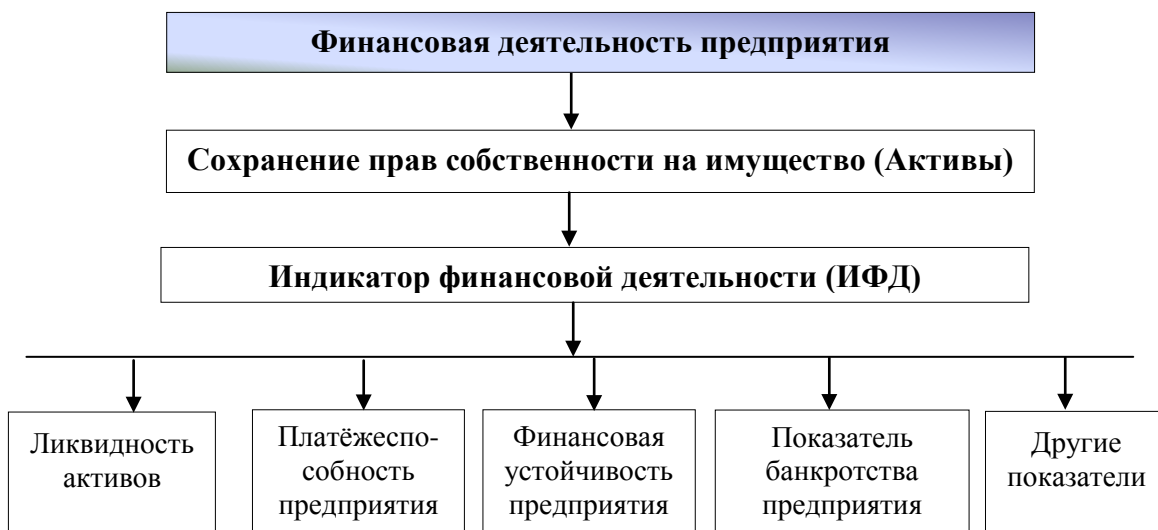 Финансовая деятельность предприятия
Сохранение прав собственности на имущество (Активы)
Индикатор финансовой деятельности (ИФД)
Ликвидность
активов
Платёжеспо-
собность
предприятия
Финансовая
устойчивость
предприятия
Показатель
банкротства
предприятия
Другие
показатели